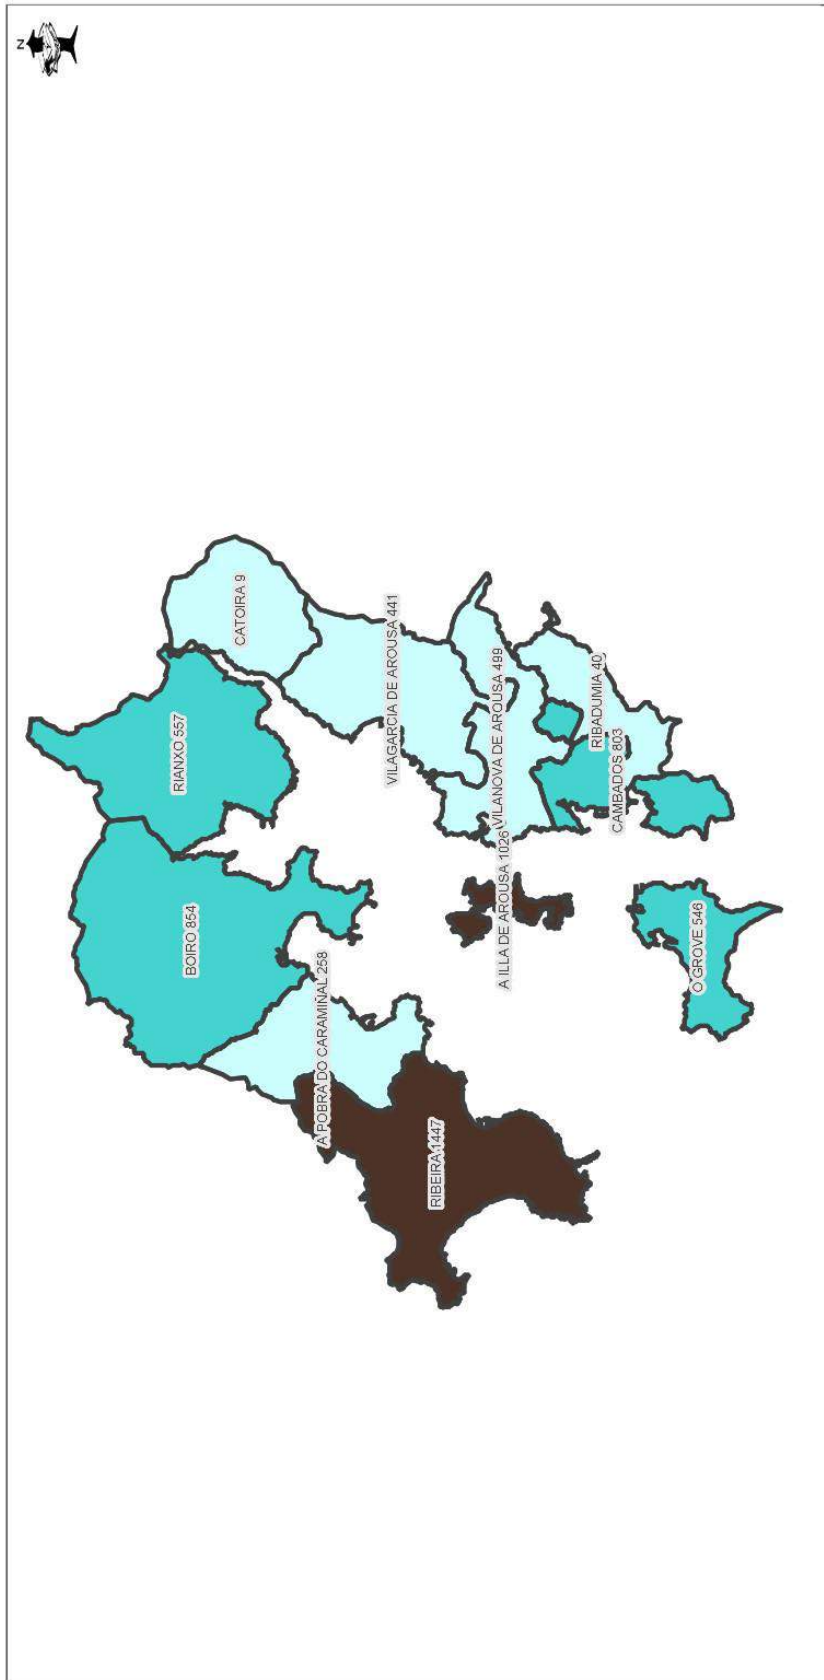 N
CATOIRA 9
RIANXO 557
VILAGARCIA DE AROUSA 441
BOIRO 854
VILANOVA DE AROUSA 499
RIBADUMIA 40
CAMBADOS 803
A ILLA DE AROUSA 1026
A POBRA DO CARAMIÑAL 258
O GROVE 546
RIBEIRA 1447